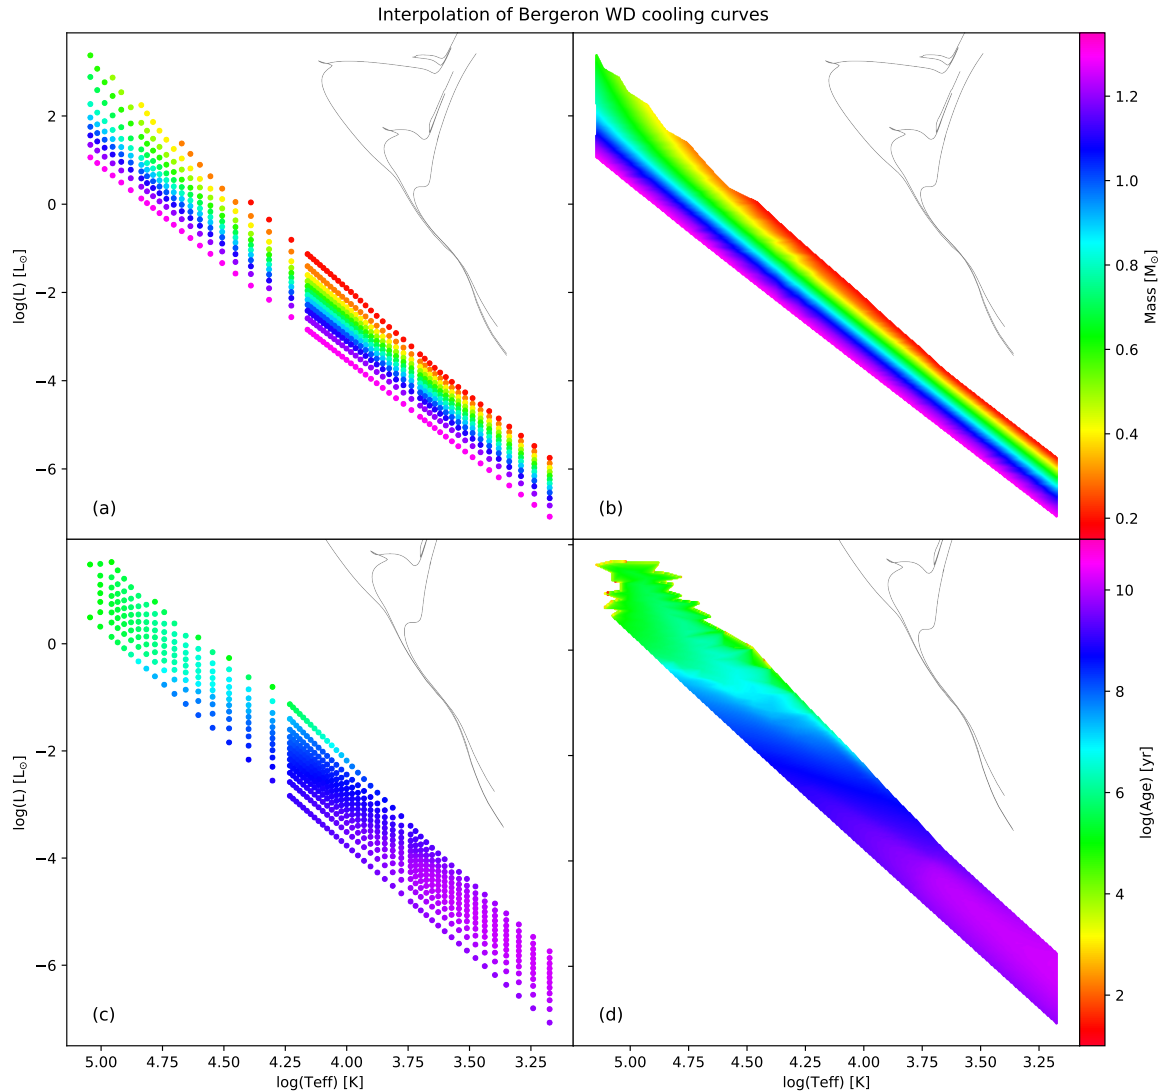 Interpolation of Bergeron WD cooling curves
2
0
−2
−4
−6
log(L) [L⊙]
(a)
(b)
1.2
1.0
0.8
0.6
0.4
0.2
Mass [M⊙]
0
−2
−4
−6
log(L) [L⊙]
(c)
(d)
10
8
6
4
2
log(Age) [yr]
5.00 4.75 4.50 4.25 4.00 3.75 3.50 3.25
5.00 4.75 4.50 4.25 4.00 3.75 3.50 3.25
log(Teff) [K]
log(Teff) [K]